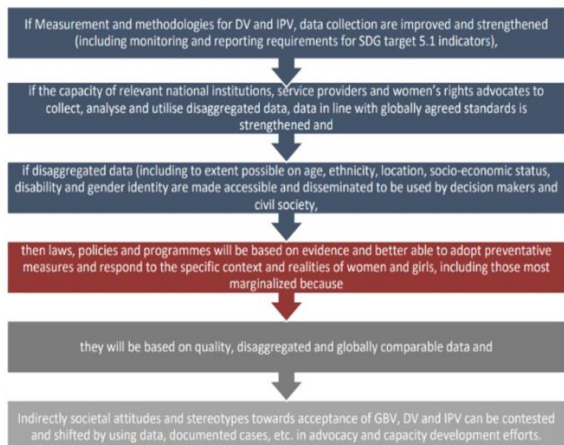 If Measurement and methodologies for DV and IPV, data collection are improved and strengthened
(including monitoring and reporting requirements for SDG target 5.1 indicators),
if the capacity of relevant national institutions, service providers and women's rights advocates to
collect, analyse and utilise disaggregated data, data in line with globally agreed standards is
strengthened and
if disaggregated data (including to extent possible on age, ethnicity, location, socio-economic status,
disability and gender identity are made accessible and disseminated to be used by decision makers and
civil society,
then laws, policies and programmes will be based on evidence and better able to adopt preventative
measures and respond to the specific context and realities of women and girls, including those most
marginalized because
they will be based on quality, disaggregated and globally comparable data and
Indirectly societal attitudes and stereotypes towards acceptance of GBV, DV and IPV can be contested
and shifted by using data, documented cases, etc. in advocacy and capacity development efforts.